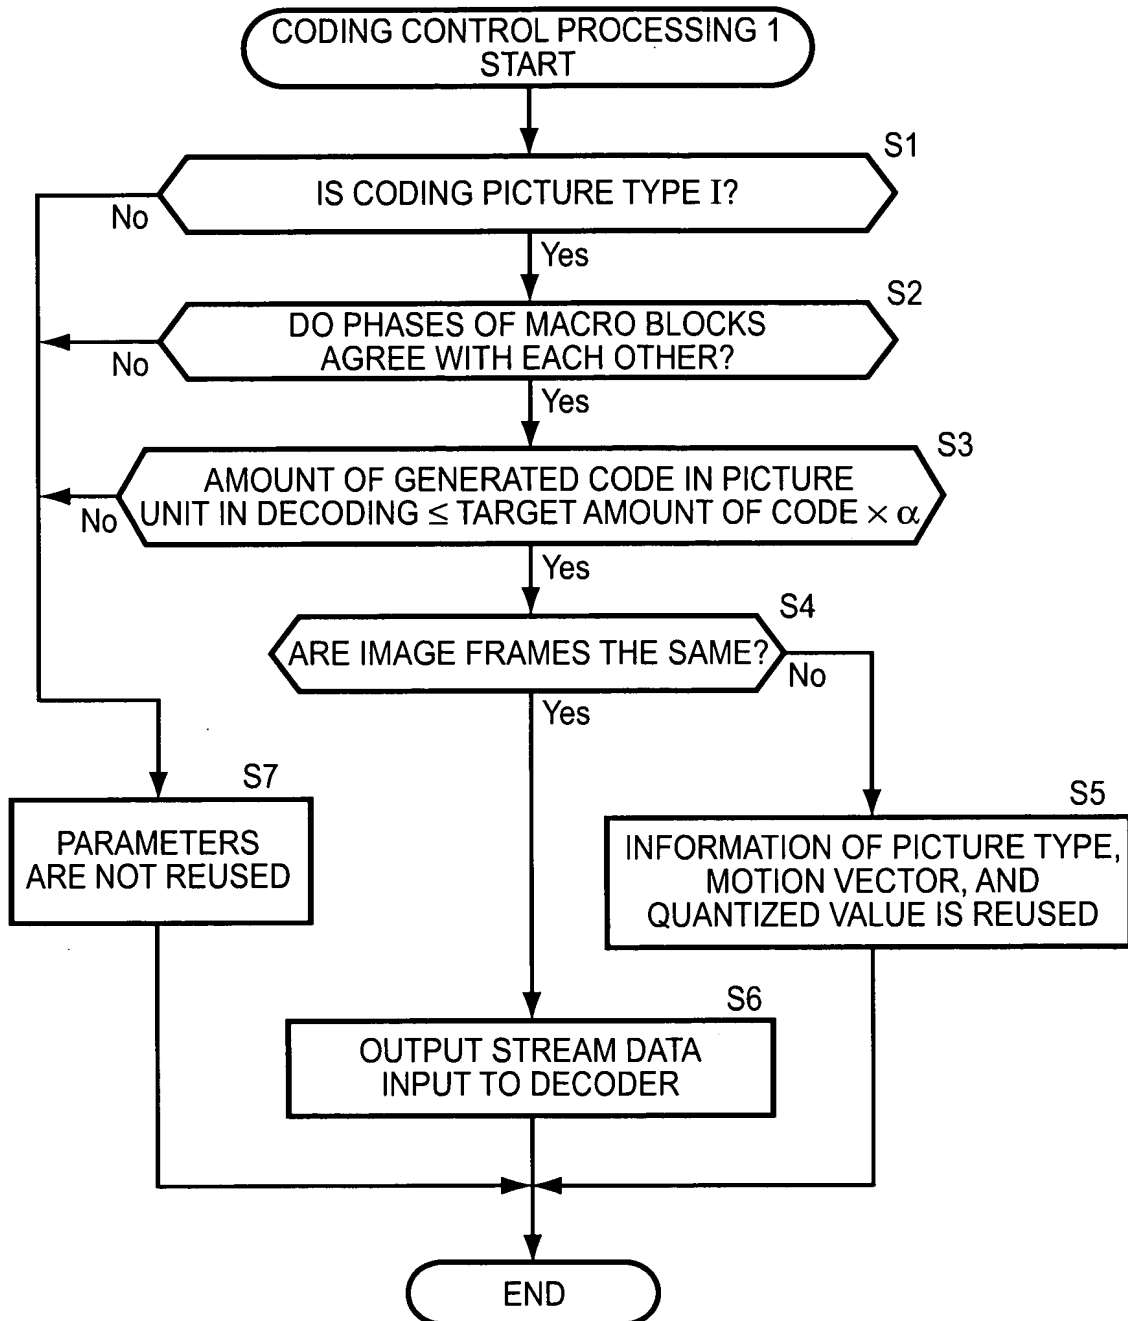 CODING CONTROL PROCESSING 1
START
S1
IS CODING PICTURE TYPE I?
No
Yes
S2
DO PHASES OF MACRO BLOCKS
AGREE WITH EACH OTHER?
No
Yes
S3
AMOUNT OF GENERATED CODE IN PICTURE
UNIT IN DECODING ≤ TARGET AMOUNT OF CODE × α
No
Yes
S4
ARE IMAGE FRAMES THE SAME?
No
Yes
S7
PARAMETERS
ARE NOT REUSED
S5
INFORMATION OF PICTURE TYPE,
MOTION VECTOR, AND
QUANTIZED VALUE IS REUSED
S6
OUTPUT STREAM DATA
INPUT TO DECODER
END